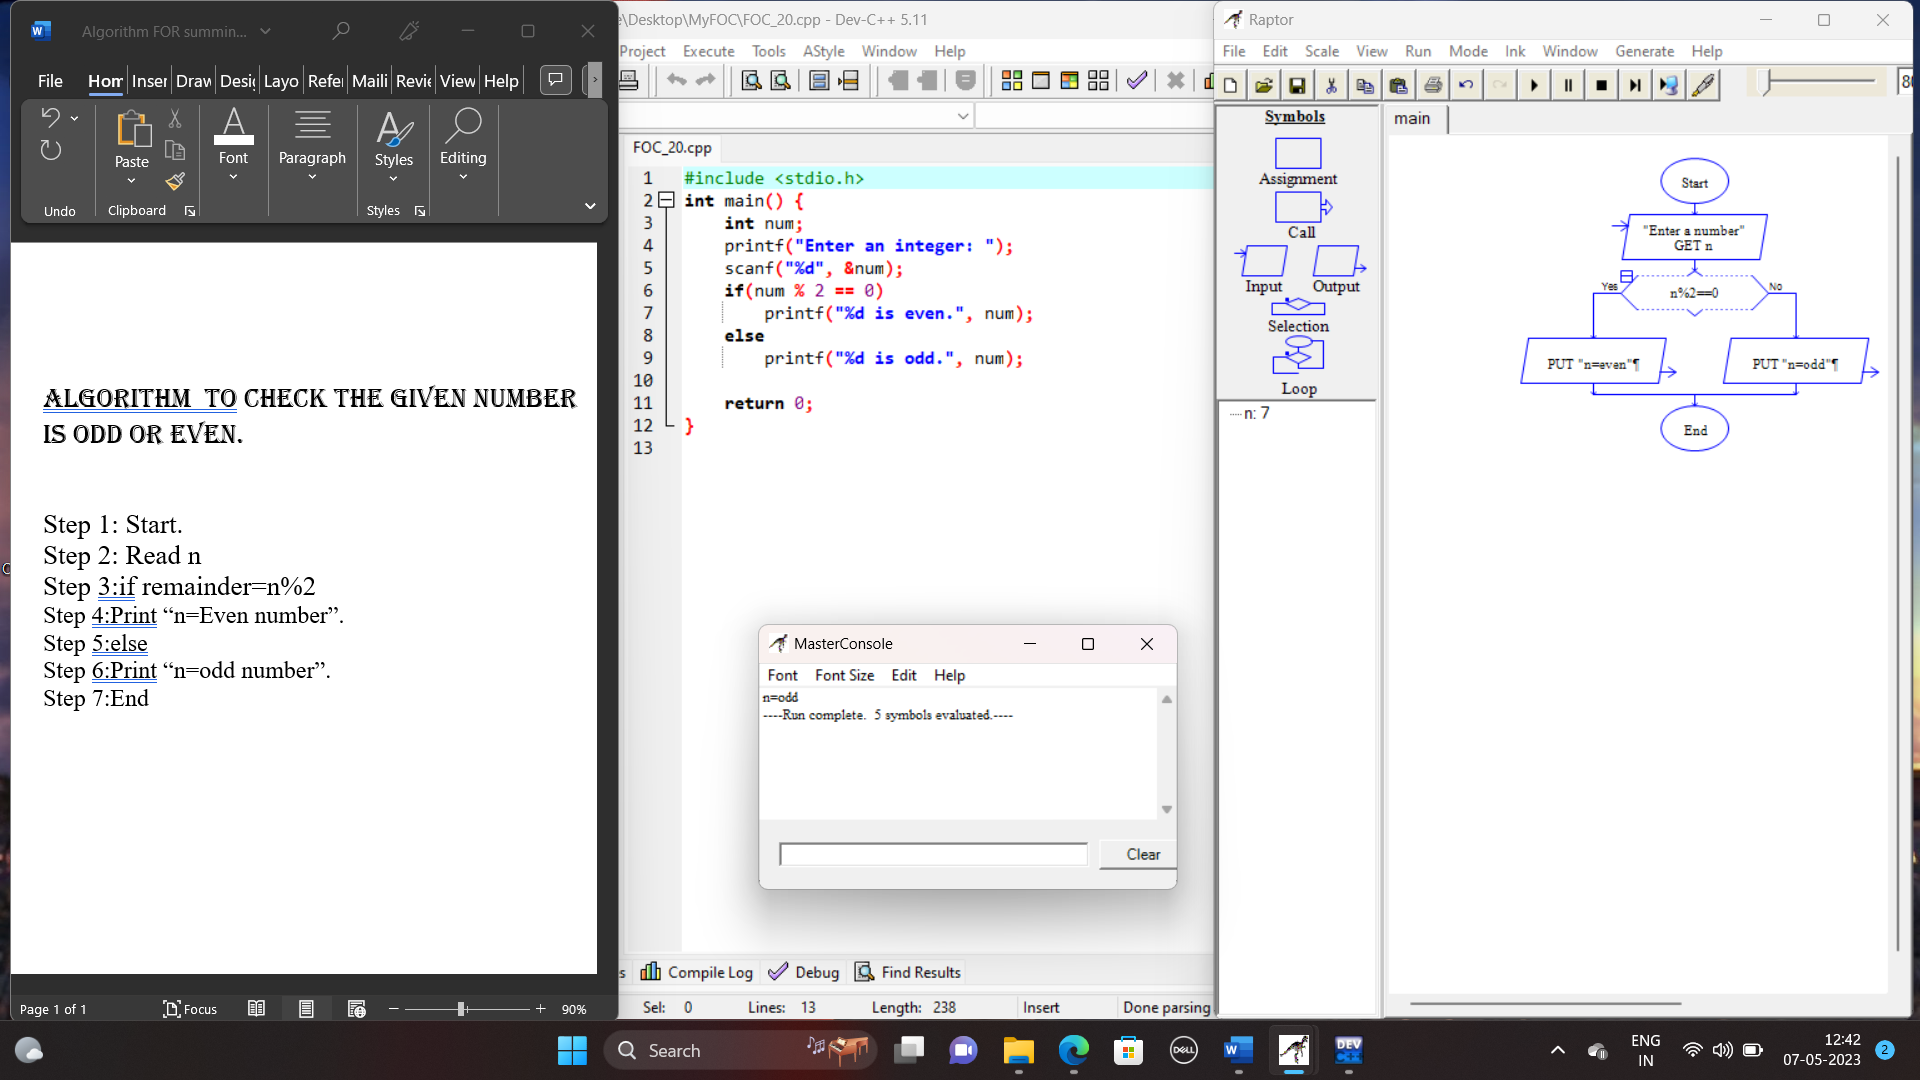 Algorithm FOR summin...
File Hom Inser Draw Desi Layo Refe Maili Revie View Help
Paste
Font
Paragraph
Styles
Editing
Undo
Clipboard
Styles
ALGORITHM TO CHECK THE GIVEN NUMBER
IS ODD OR EVEN.
Step 1: Start.
Step 2: Read n
Step 3:if remainder=n%2
Step 4:Print “n=Even number”.
Step 5:else
Step 6:Print “n=odd number”.
Step 7:End
Page 1 of 1
Focus
90%
e\Desktop\MyFOC\FOC_20.cpp - Dev-C++ 5.11
Project Execute Tools AStyle Window Help
FOC_20.cpp
1 #include <stdio.h>
2 int main() {
3 int num;
4 printf("Enter an integer: ");
5 scanf("%d", &num);
6 if(num % 2 == 0)
7 printf("%d is even.", num);
8 else
9 printf("%d is odd.", num);
10
11 return 0;
12 }
13
MasterConsole
Font Font Size Edit Help
n=odd
----Run complete. 5 symbols evaluated.----
Clear
s Compile Log Debug Find Results
Sel: 0 Lines: 13 Length: 238 Insert Done parsing
Raptor
File Edit Scale View Run Mode Ink Window Generate Help
80
Symbols
Assignment
Call
Input Output
Selection
Loop
n: 7
main
Start
"Enter a number"
GET n
Yes
n%2==0
No
PUT "n=even"¶
PUT "n=odd"¶
End
Search
DELL
W
DEV
C++
ENG
IN
12:42
07-05-2023
2